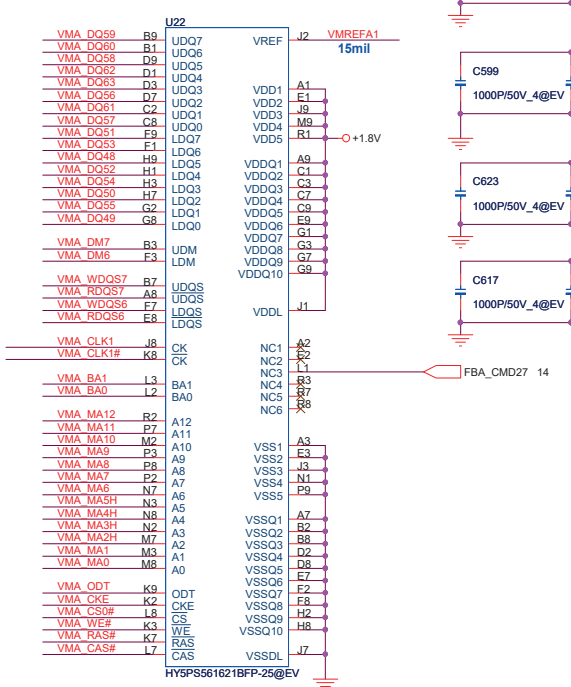 U22
VMA_DQ59 B9 UDQ7 VREF J2 VMREFA1
15mil
VMA_DQ60 B1 UDQ6
VMA_DQ58 D9 UDQ5
VMA_DQ62 D1 UDQ4
VMA_DQ63 D3 UDQ3 VDD1 A1
VMA_DQ56 D7 UDQ2 VDD2 E1
VMA_DQ61 C2 UDQ1 VDD3 J9
VMA_DQ57 C8 UDQ0 VDD4 M9
VMA_DQ51 F9 LDQ7 VDD5 R1 +1.8V
VMA_DQ53 F1 LDQ6
VMA_DQ48 H9 LDQ5 VDDQ1 A9
VMA_DQ52 H1 LDQ4 VDDQ2 C1
VMA_DQ54 H3 LDQ3 VDDQ3 C3
VMA_DQ50 H7 LDQ2 VDDQ4 C7
VMA_DQ55 G2 LDQ1 VDDQ5 C9
VMA_DQ49 G8 LDQ0 VDDQ6 E9
VDDQ7 G1
VMA_DM7 B3 UDM VDDQ8 G3
VMA_DM6 F3 LDM VDDQ9 G7
VDDQ10 G9
VMA_WDQS7 B7 UDQS
VMA_RDQS7 A8 UDQS
VMA_WDQS6 F7 LDQS VDDL J1
VMA_RDQS6 E8 LDQS
VMA_CLK1 J8 CK NC1 A2
VMA_CLK1# K8 CK NC2 E2
NC3 L1 FBA_CMD27 14
VMA_BA1 L3 BA1 NC4 R3
VMA_BA0 L2 BA0 NC5 R7
NC6 R8
VMA_MA12 R2 A12
VMA_MA11 P7 A11
VMA_MA10 M2 A10 VSS1 A3
VMA_MA9 P3 A9 VSS2 E3
VMA_MA8 P8 A8 VSS3 J3
VMA_MA7 P2 A7 VSS4 N1
VMA_MA6 N7 A6 VSS5 P9
VMA_MA5H N3 A5
VMA_MA4H N8 A4 VSSQ1 A7
VMA_MA3H N2 A3 VSSQ2 B2
VMA_MA2H M7 A2 VSSQ3 B8
VMA_MA1 M3 A1 VSSQ4 D2
VMA_MA0 M8 A0 VSSQ5 D8
VSSQ6 E7
VMA_ODT K9 ODT VSSQ7 F2
VMA_CKE K2 CKE VSSQ8 F8
VMA_CS0# L8 CS VSSQ9 H2
VMA_WE# K3 WE VSSQ10 H8
VMA_RAS# K7 RAS
VMA_CAS# L7 CAS VSSDL J7
HY5PS561621BFP-25@EV
C599
1000P/50V_4@EV
C623
1000P/50V_4@EV
C617
1000P/50V_4@EV